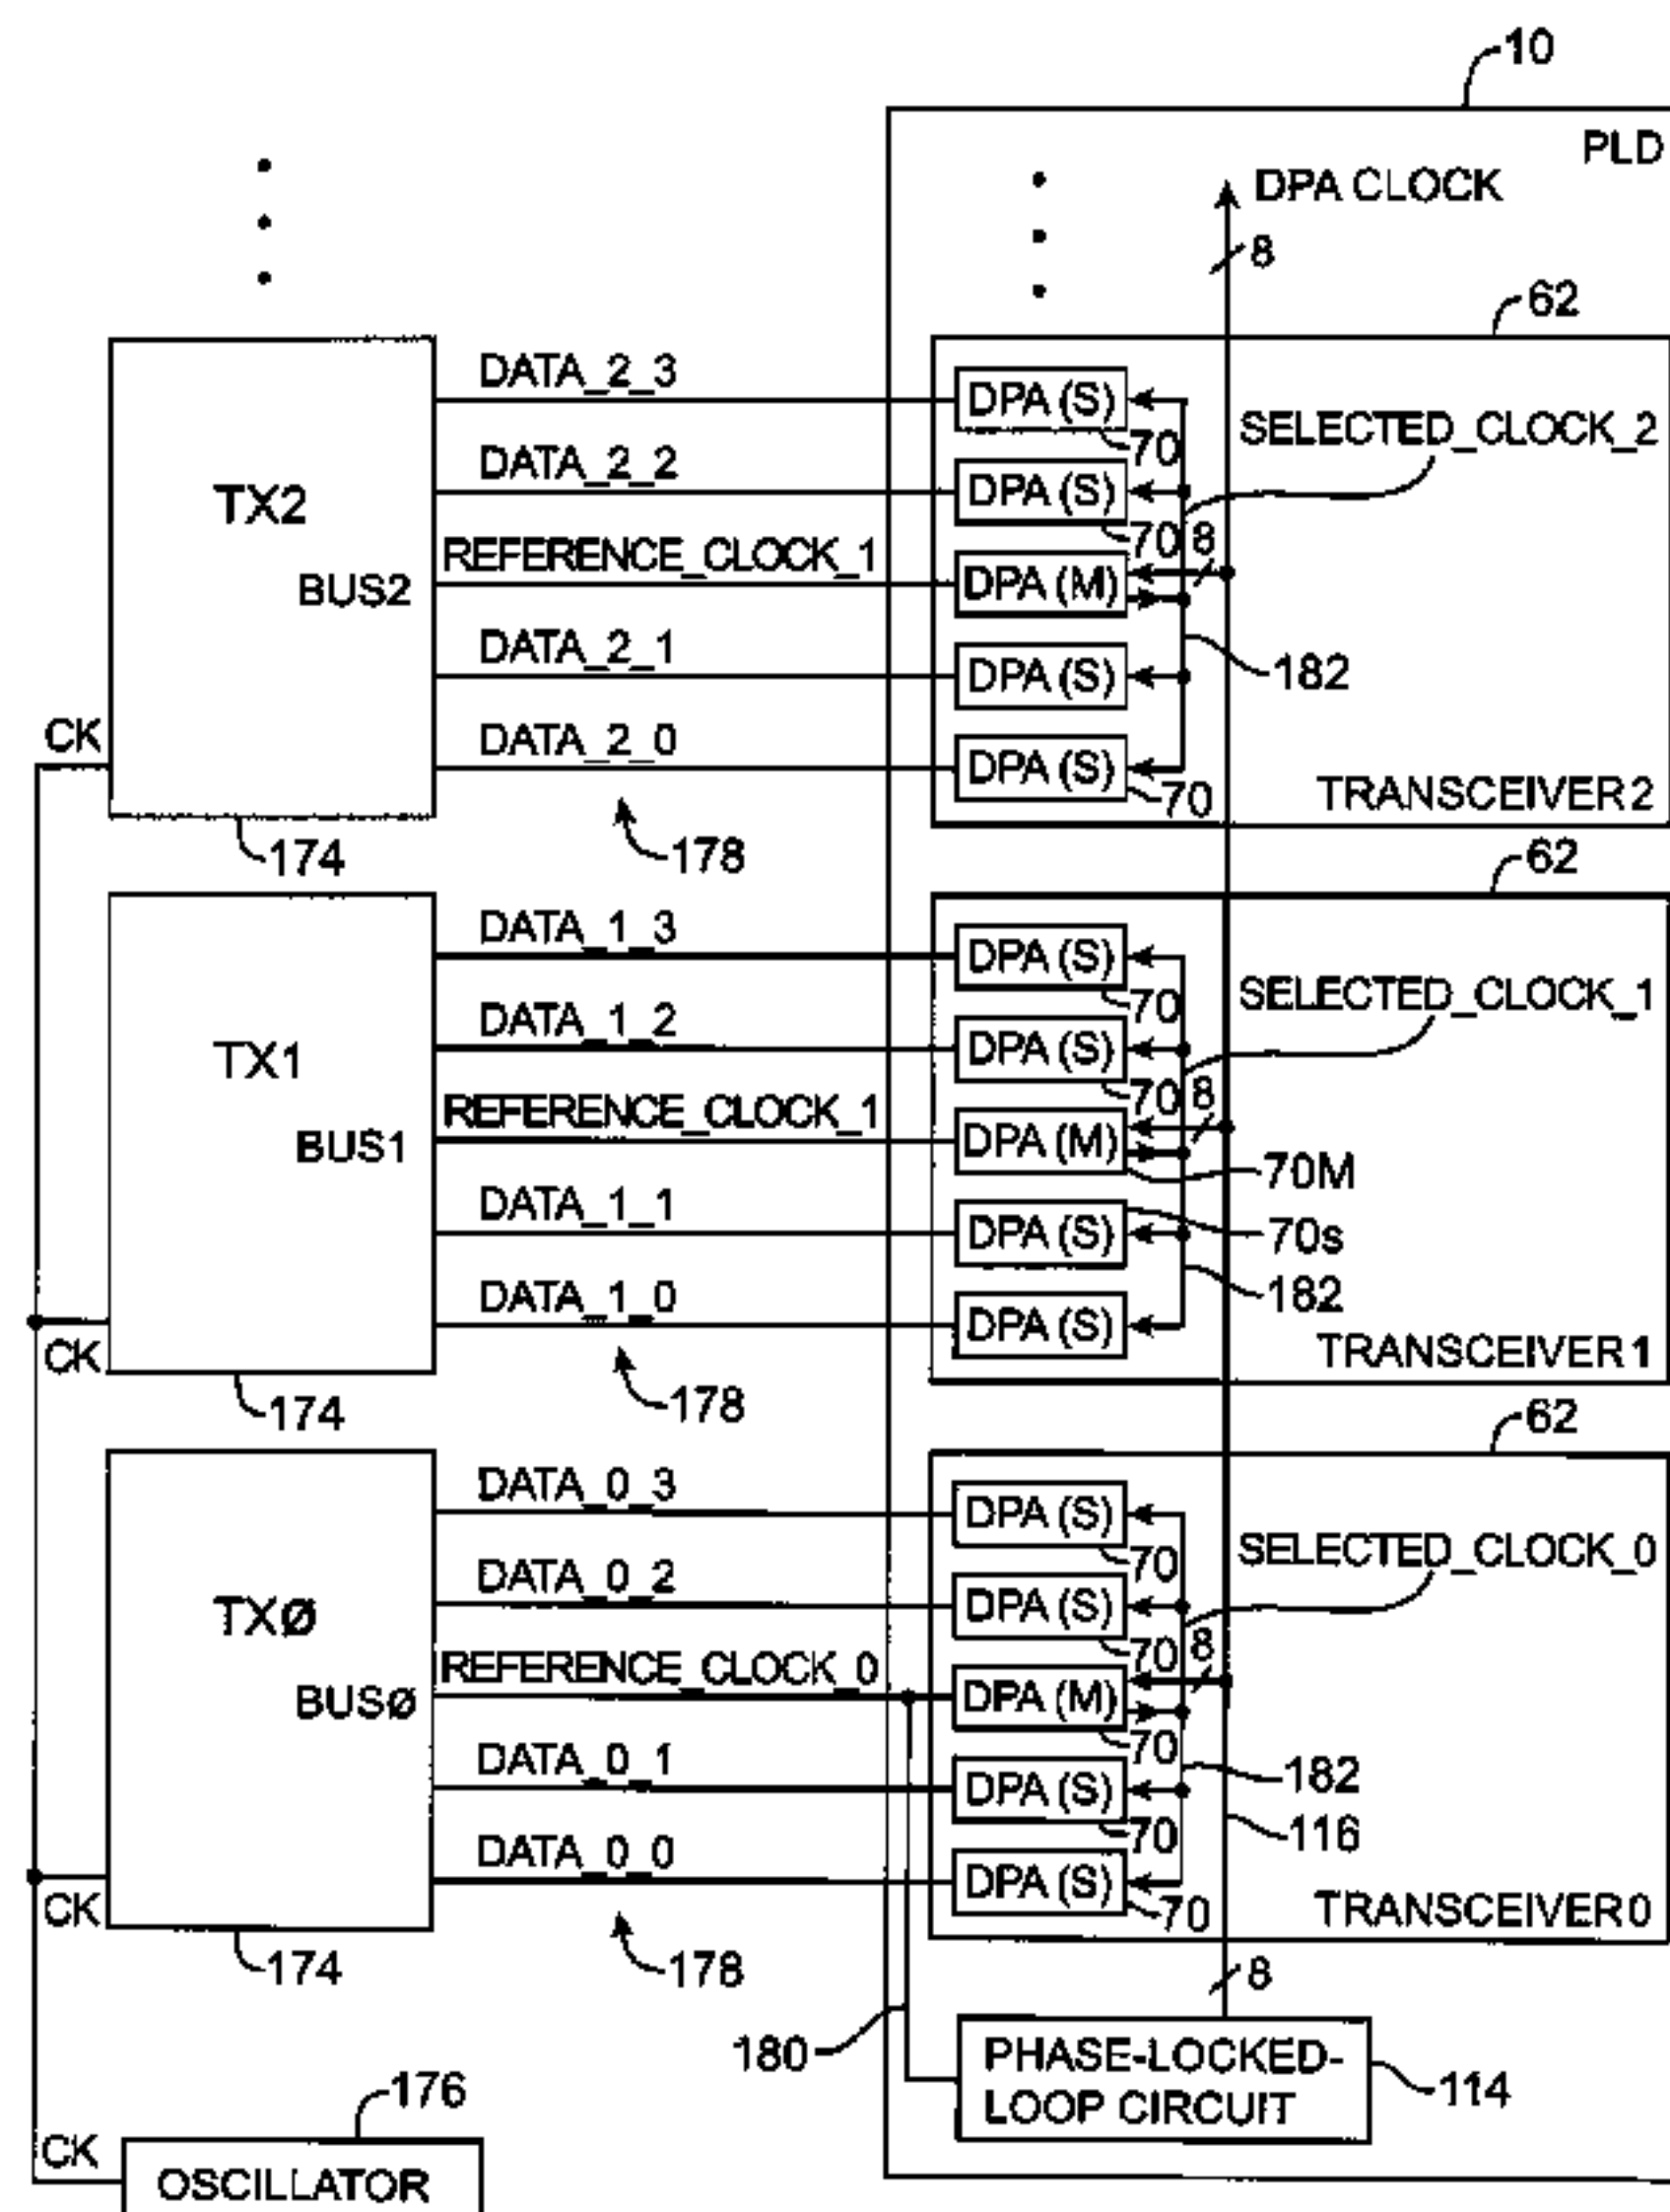 10
PLD
DPA CLOCK
8
62
DATA_2_3
DPA (S)
70
SELECTED_CLOCK_2
DATA_2_2
DPA (S)
70
8
TX2
BUS2
REFERENCE_CLOCK_1
DPA (M)
DATA_2_1
DPA (S)
182
DATA_2_0
DPA (S)
70
CK
TRANSCEIVER 2
174
178
62
DATA_1_3
DPA (S)
70
SELECTED_CLOCK_1
DATA_1_2
DPA (S)
70
8
TX1
BUS1
REFERENCE_CLOCK_1
DPA (M)
70M
DATA_1_1
DPA (S)
70s
182
DATA_1_0
DPA (S)
CK
TRANSCEIVER 1
174
178
62
DATA_0_3
DPA (S)
70
SELECTED_CLOCK_0
DATA_0_2
DPA (S)
70
8
TXØ
BUSØ
REFERENCE_CLOCK_0
DPA (M)
70
DATA_0_1
DPA (S)
70
182
116
DATA_0_0
DPA (S)
70
CK
TRANSCEIVER 0
174
178
8
180
PHASE-LOCKED-
LOOP CIRCUIT
114
176
CK
OSCILLATOR